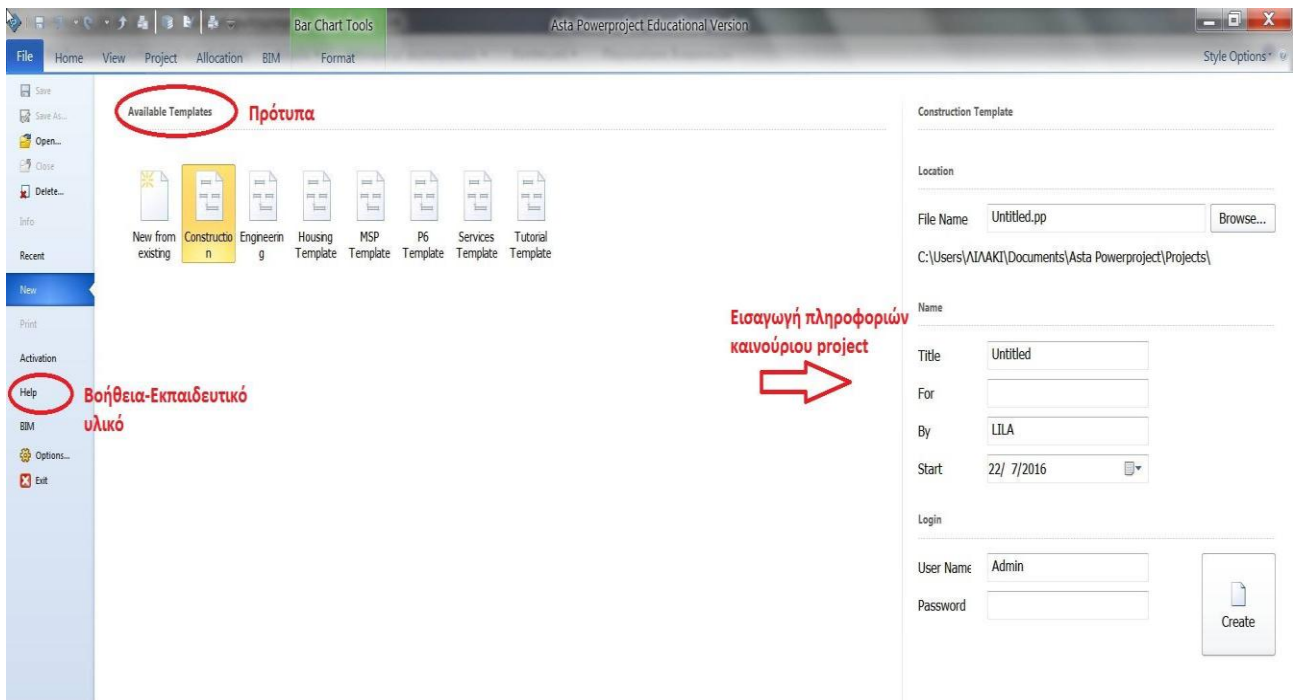 Bar Chart Tools
Asta Powerproject Educational Version
File Home View Project Allocation BIM Format Style Options
Save
Save As...
Open...
Close
Delete...
Info
Recent
New
Print
Activation
Help
BIM
Options...
Exit
Available Templates
Πρότυπα
New from existing
Constructio
n
Engineerin
g
Housing Template
MSP Template
P6 Template
Services Template
Tutorial Template
Βοήθεια-Εκπαιδευτικό
υλικό
Εισαγωγή πληροφοριών
καινούριου project
Construction Template
Location
File Name Untitled.pp Browse...
C:\Users\ΛΙΛΑΚΙ\Documents\Asta Powerproject\Projects\
Name
Title Untitled
For
By LILA
Start 22/ 7/2016
Login
User Name Admin
Password
Create